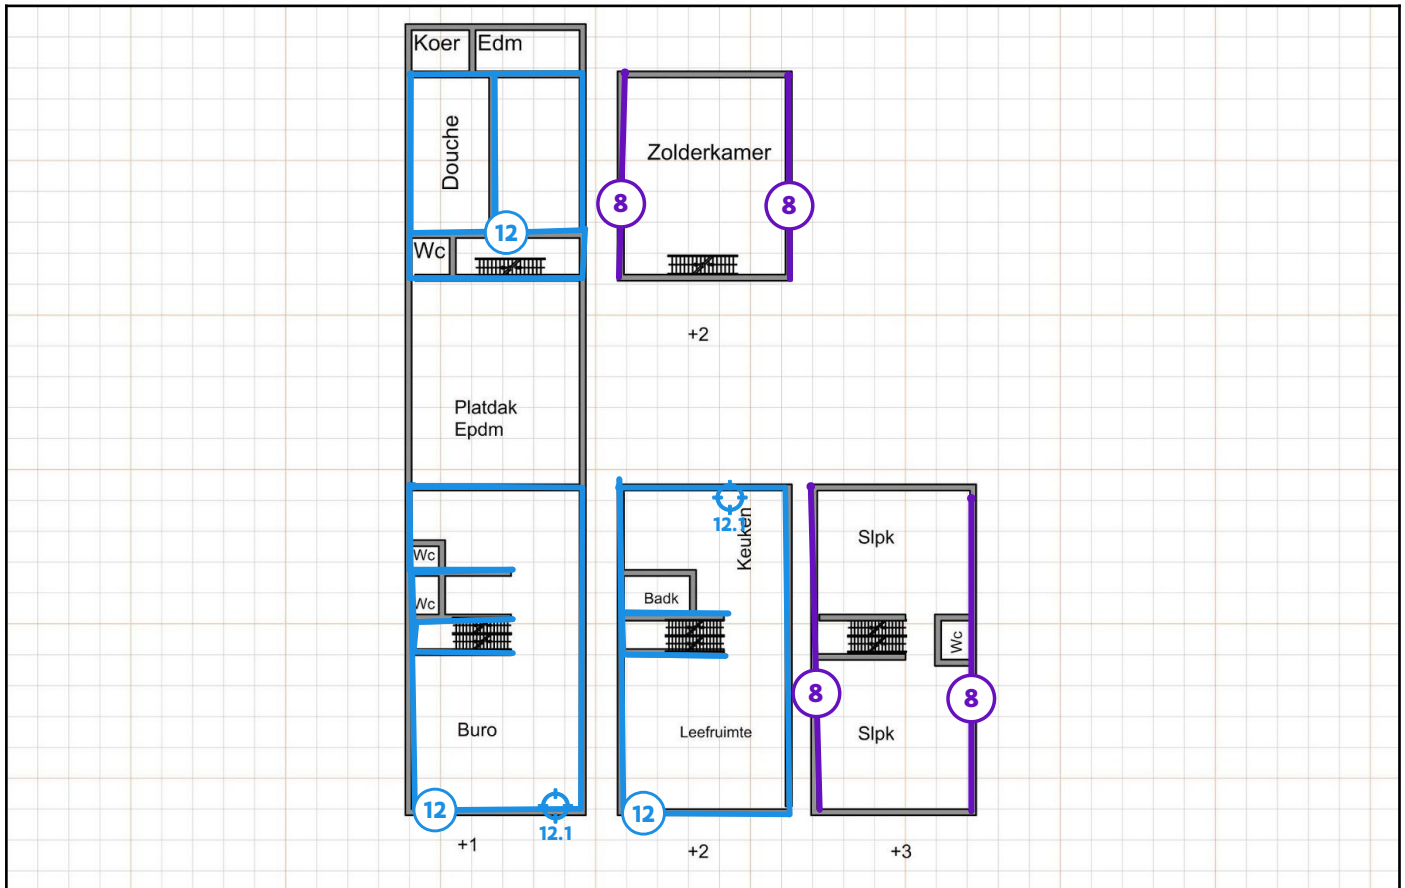 Koer
Edm
Douche
Zolderkamer
8
8
12
Wc
+2
Platdak
Epdm
12.1
Keuken
Slpk
Wc
Wc
Badk
Wc
8
8
Buro
Leefruimte
Slpk
12
12.1
12
+1
+2
+3